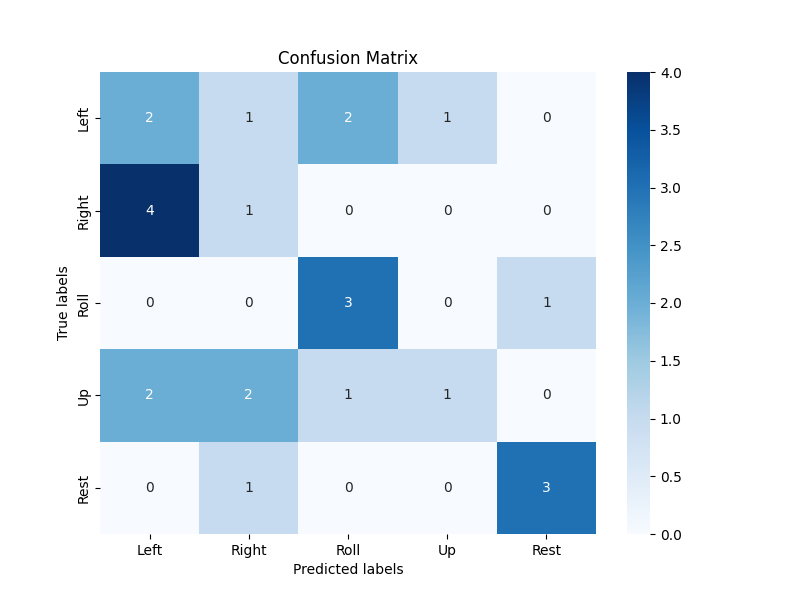 Confusion Matrix
True labels
Left 2 1 2 1 0
Right 4 1 0 0 0
Roll 0 0 3 0 1
Up 2 2 1 1 0
Rest 0 1 0 0 3
Left Right Roll Up Rest
Predicted labels
4.0
3.5
3.0
2.5
2.0
1.5
1.0
0.5
0.0